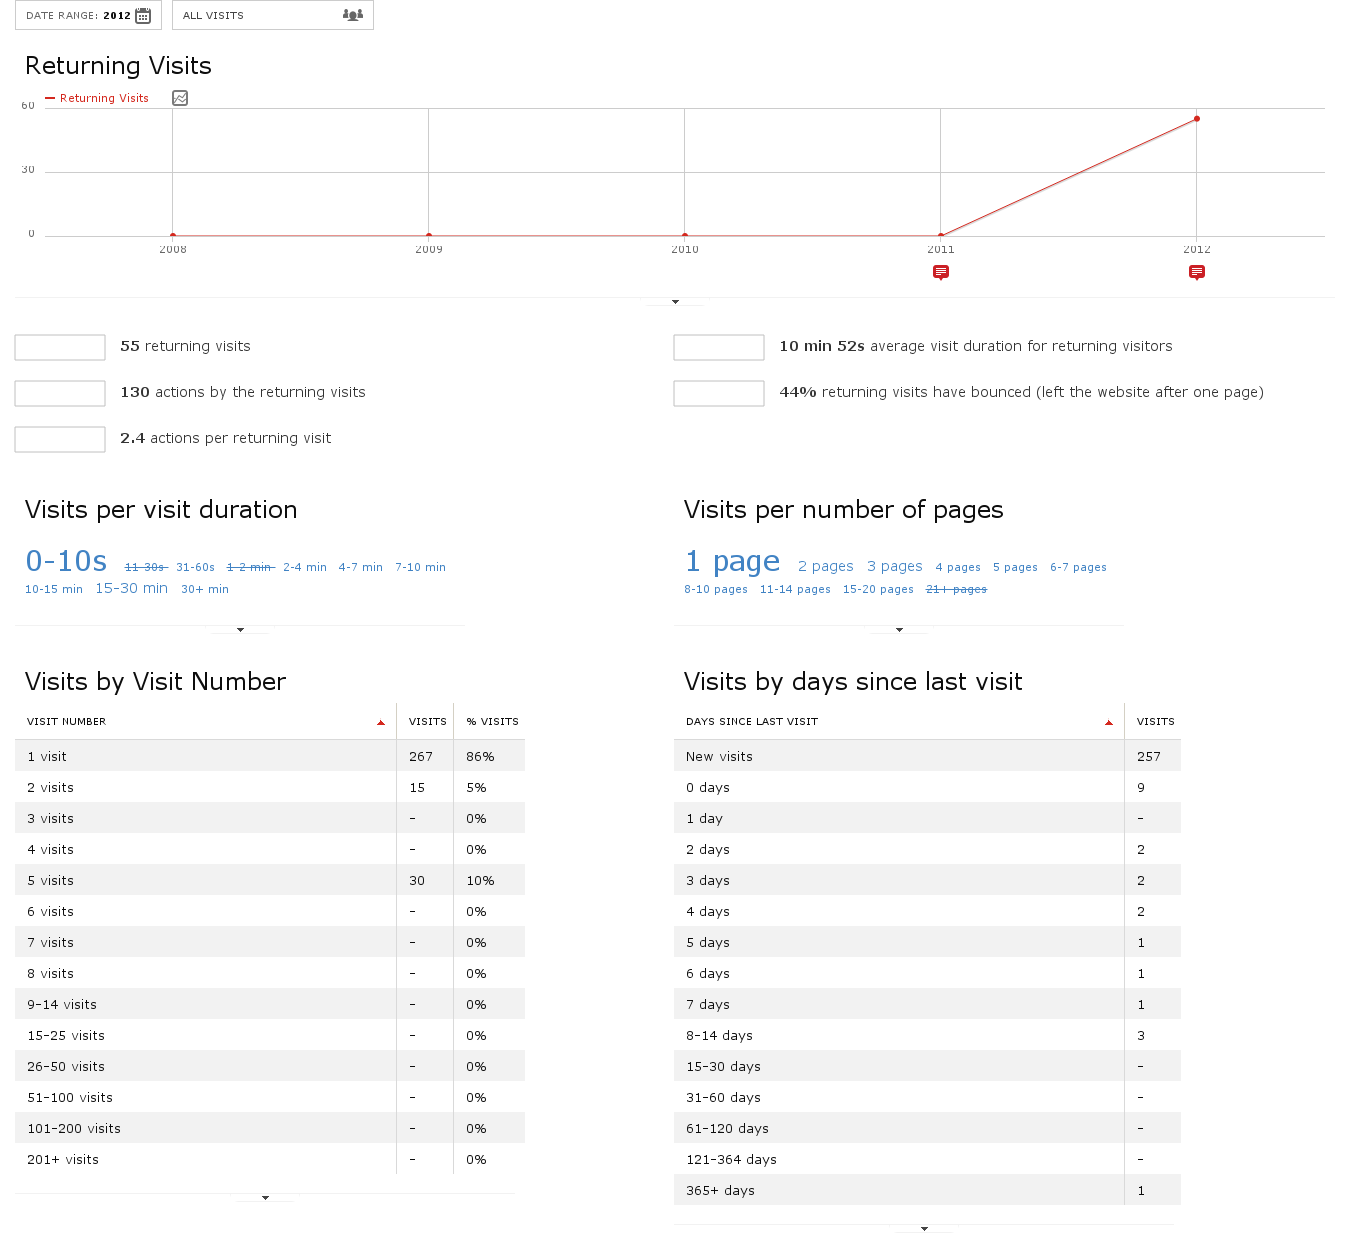 DATE RANGE: 2012
ALL VISITS
Returning Visits
Returning Visits
60
30
0
2008 2009 2010 2011 2012
55 returning visits
10 min 52s average visit duration for returning visitors
130 actions by the returning visits
44% returning visits have bounced (left the website after one page)
2.4 actions per returning visit
Visits per visit duration
0-10s 11-30s 31-60s 1-2 min 2-4 min 4-7 min 7-10 min
10-15 min 15-30 min 30+ min
Visits per number of pages
1 page 2 pages 3 pages 4 pages 5 pages 6-7 pages
8-10 pages 11-14 pages 15-20 pages 21+ pages
Visits by Visit Number
VISIT NUMBER VISITS % VISITS
1 visit 267 86%
2 visits 15 5%
3 visits - 0%
4 visits - 0%
5 visits 30 10%
6 visits - 0%
7 visits - 0%
8 visits - 0%
9-14 visits - 0%
15-25 visits - 0%
26-50 visits - 0%
51-100 visits - 0%
101-200 visits - 0%
201+ visits - 0%
Visits by days since last visit
DAYS SINCE LAST VISIT VISITS
New visits 257
0 days 9
1 day -
2 days 2
3 days 2
4 days 2
5 days 1
6 days 1
7 days 1
8-14 days 3
15-30 days -
31-60 days -
61-120 days -
121-364 days -
365+ days 1